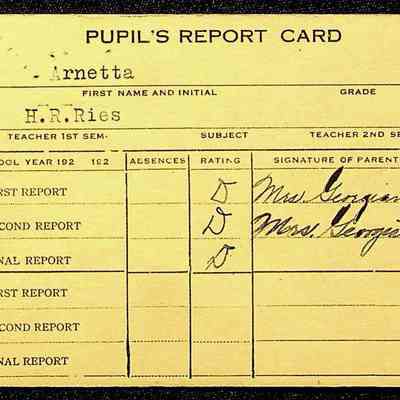 PUPIL'S REPORT CARD
Arnetta
FIRST NAME AND INITIAL GRADE
H.R.Ries
TEACHER 1ST SEM. SUBJECT TEACHER 2ND SE
OOL YEAR 192 192 ABSENCES RATING SIGNATURE OF PARENT
RST REPORT D Mrs Georgian
COND REPORT D Mrs. Georgia
NAL REPORT D
RST REPORT
COND REPORT
NAL REPORT